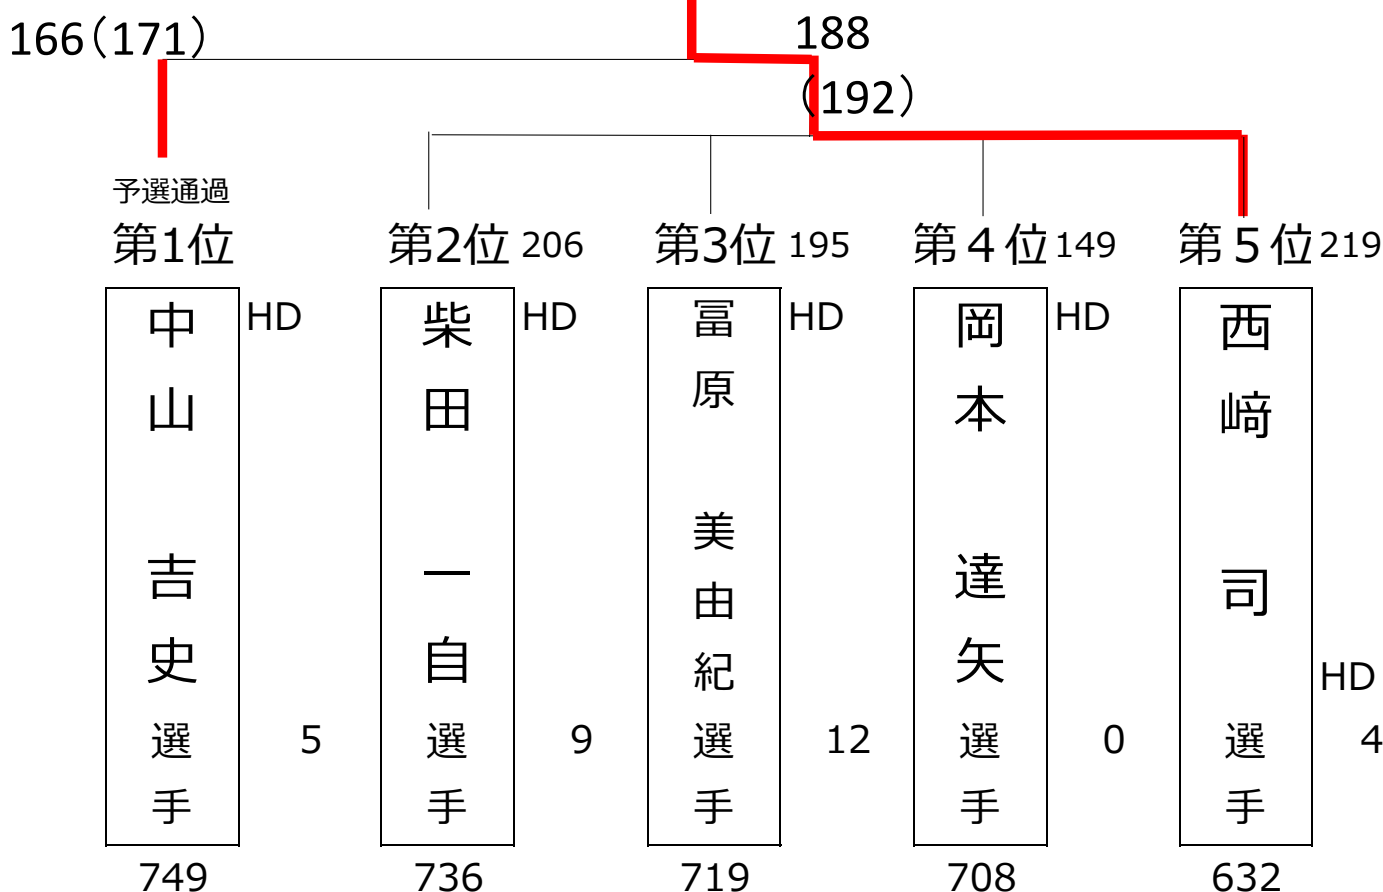 166（171）
188
（192）
予選通過
第1位
第2位 206
第3位 195
第４位 149
第５位 219
中山　吉史選手
HD
5
749
柴田　一自選手
HD
9
736
冨原　美由紀選手
HD
12
719
岡本　達矢選手
HD
0
708
西﨑　司　選手
HD
4
632